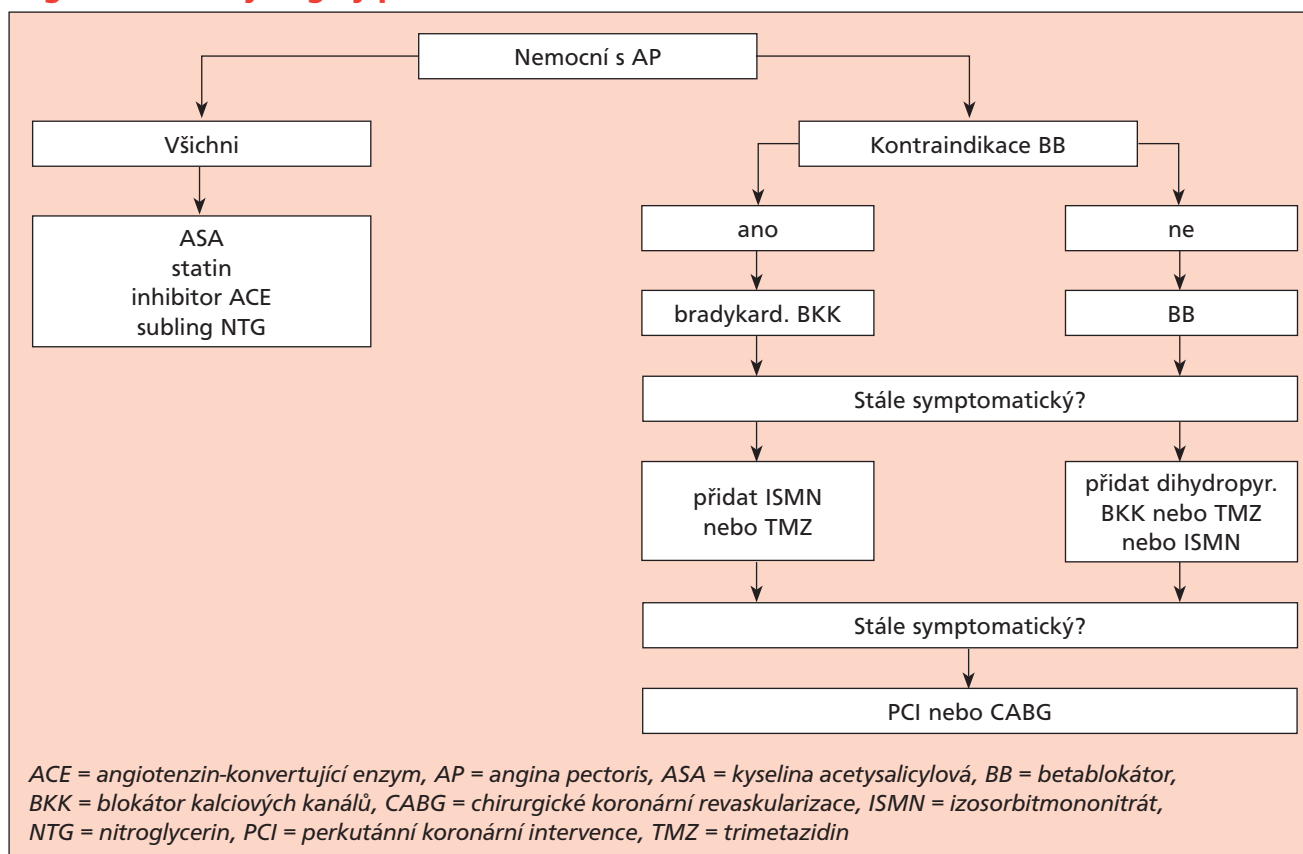 Nemocní s AP
Všichni
Kontraindikace BB
ASA
statin
inhibitor ACE
subling NTG
ano
ne
bradykard. BKK
BB
Stále symptomatický?
přidat ISMN
nebo TMZ
přidat dihydropyr.
BKK nebo TMZ
nebo ISMN
Stále symptomatický?
PCI nebo CABG
ACE = angiotenzin-konvertující enzym, AP = angina pectoris, ASA = kyselina acetysalicylová, BB = betablokátor,
BKK = blokátor kalciových kanálů, CABG = chirurgické koronární revaskularizace, ISMN = izosorbitmononitrát,
NTG = nitroglycerin, PCI = perkutánní koronární intervence, TMZ = trimetazidin